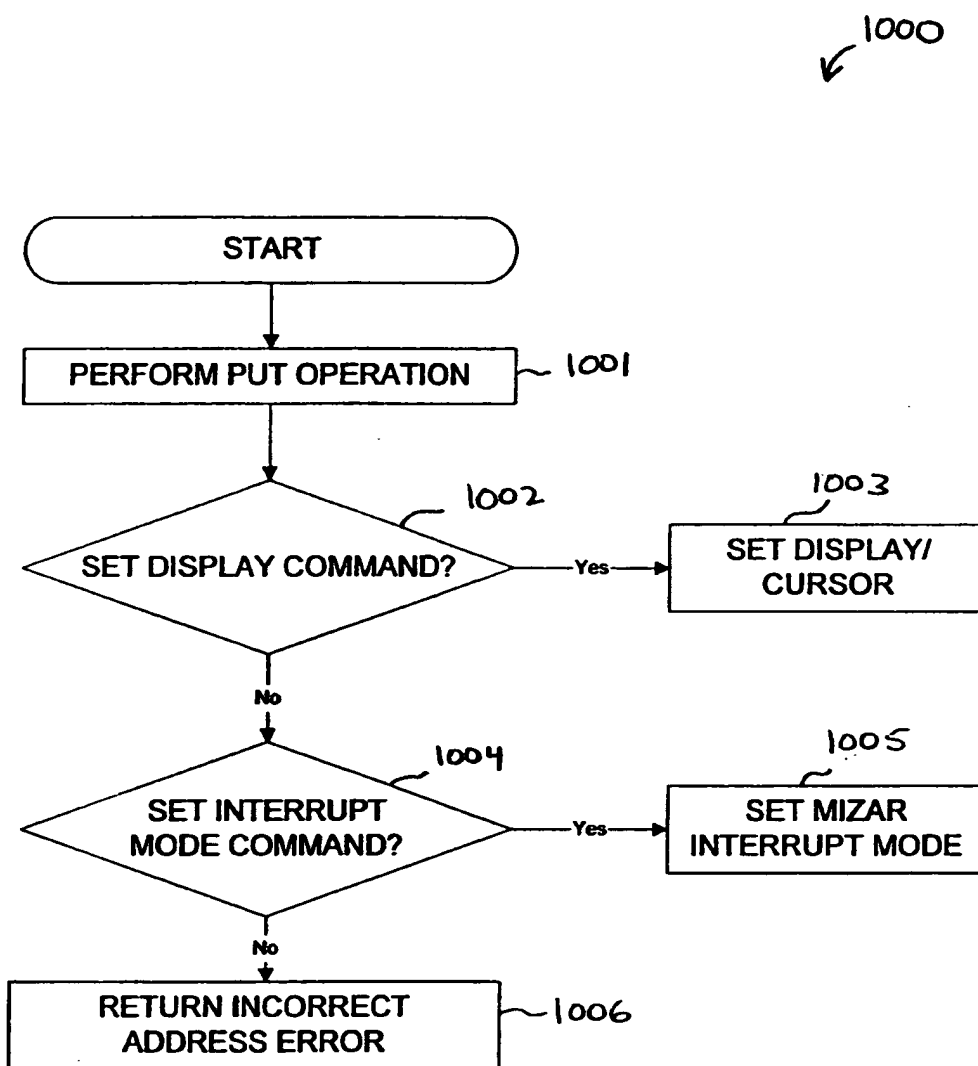 1000
START
PERFORM PUT OPERATION
1001
1002
SET DISPLAY COMMAND?
Yes
1003
SET DISPLAY/
CURSOR
No
1004
SET INTERRUPT
MODE COMMAND?
Yes
1005
SET MIZAR
INTERRUPT MODE
No
RETURN INCORRECT
ADDRESS ERROR
1006